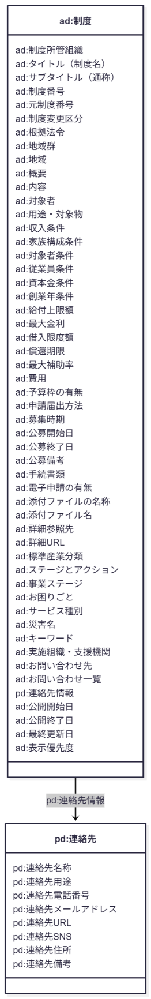 ad:制度
ad:制度所管組織
ad:タイトル（制度名）
ad:サブタイトル（通称）
ad:制度番号
ad:元制度番号
ad:制度変更区分
ad:根拠法令
ad:地域群
ad:地域
ad:概要
ad:内容
ad:対象者
ad:用途・対象物
ad:収入条件
ad:家族構成条件
ad:対象者条件
ad:従業員条件
ad:資本金条件
ad:創業年条件
ad:給付上限額
ad:最大金利
ad:借入限度額
ad:償還期限
ad:最大補助率
ad:費用
ad:予算枠の有無
ad:申請届出方法
ad:募集時期
ad:公募開始日
ad:公募終了日
ad:公募備考
ad:手続書類
ad:電子申請の有無
ad:添付ファイルの名称
ad:添付ファイル名
ad:詳細参照先
ad:詳細URL
ad:標準産業分類
ad:ステージとアクション
ad:事業ステージ
ad:お困りごと
ad:サービス種別
ad:災害名
ad:キーワード
ad:実施組織・支援機関
ad:お問い合わせ先
ad:お問い合わせ一覧
pd:連絡先情報
ad:公開開始日
ad:公開終了日
ad:最終更新日
ad:表示優先度
pd:連絡先情報
pd:連絡先
pd:連絡先名称
pd:連絡先用途
pd:連絡先電話番号
pd:連絡先メールアドレス
pd:連絡先URL
pd:連絡先SNS
pd:連絡先住所
pd:連絡先備考